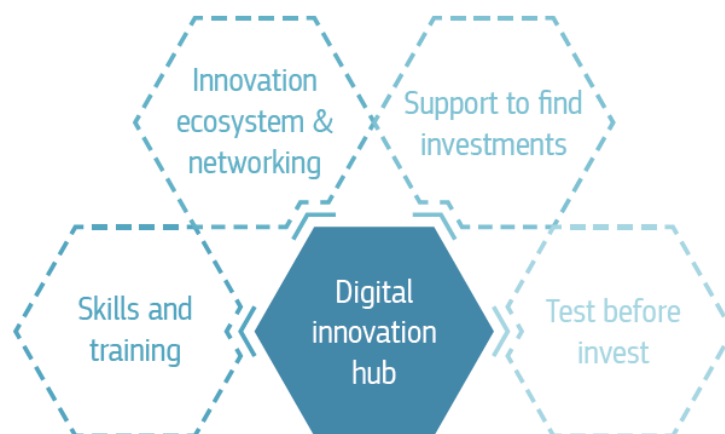 Innovation
ecosystem &
networking
Support to find
investments
Skills and
training
Digital
innovation
hub
Test before
invest